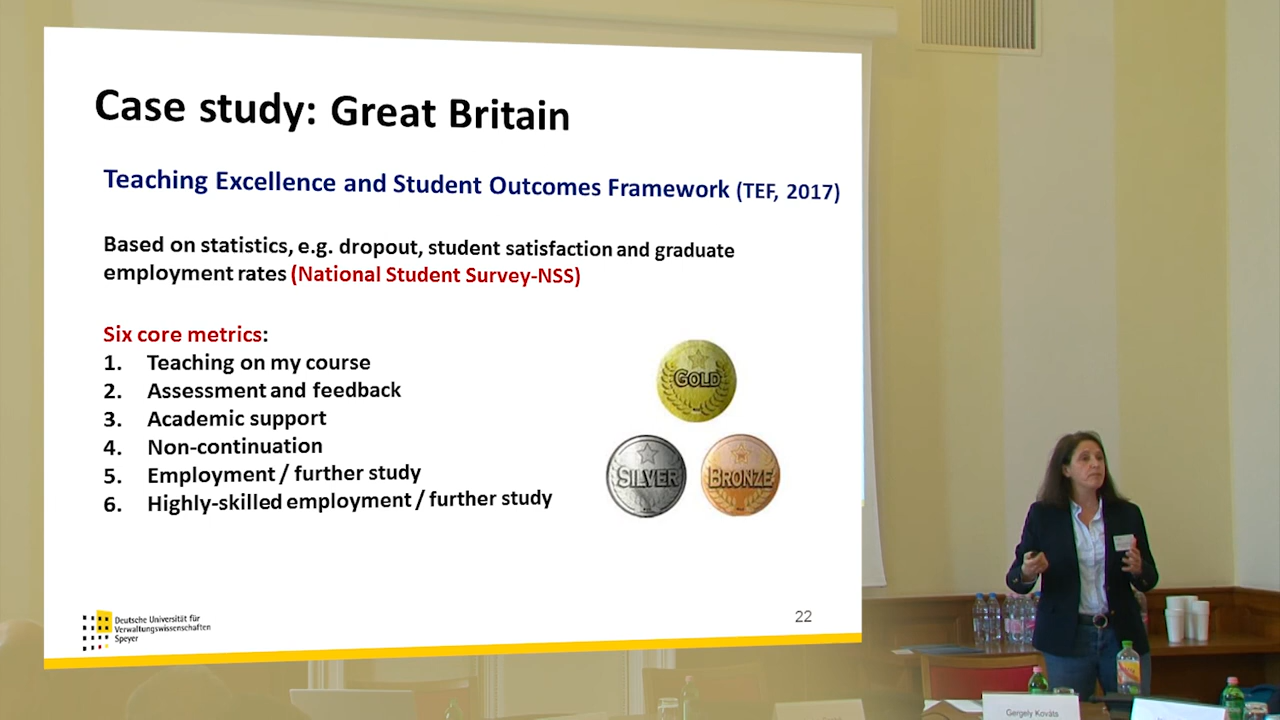 Case study: Great Britain
Teaching Excellence and Student Outcomes Framework (TEF, 2017)
Based on statistics, e.g. dropout, student satisfaction and graduate
employment rates (National Student Survey-NSS)
Six core metrics:
1. Teaching on my course
2. Assessment and feedback
3. Academic support
4. Non-continuation
5. Employment / further study
6. Highly-skilled employment / further study
GOLD
SILVER
BRONZE
Deutsche Universität für
Verwaltungswissenschaften
Speyer
22
Gergely Kováts